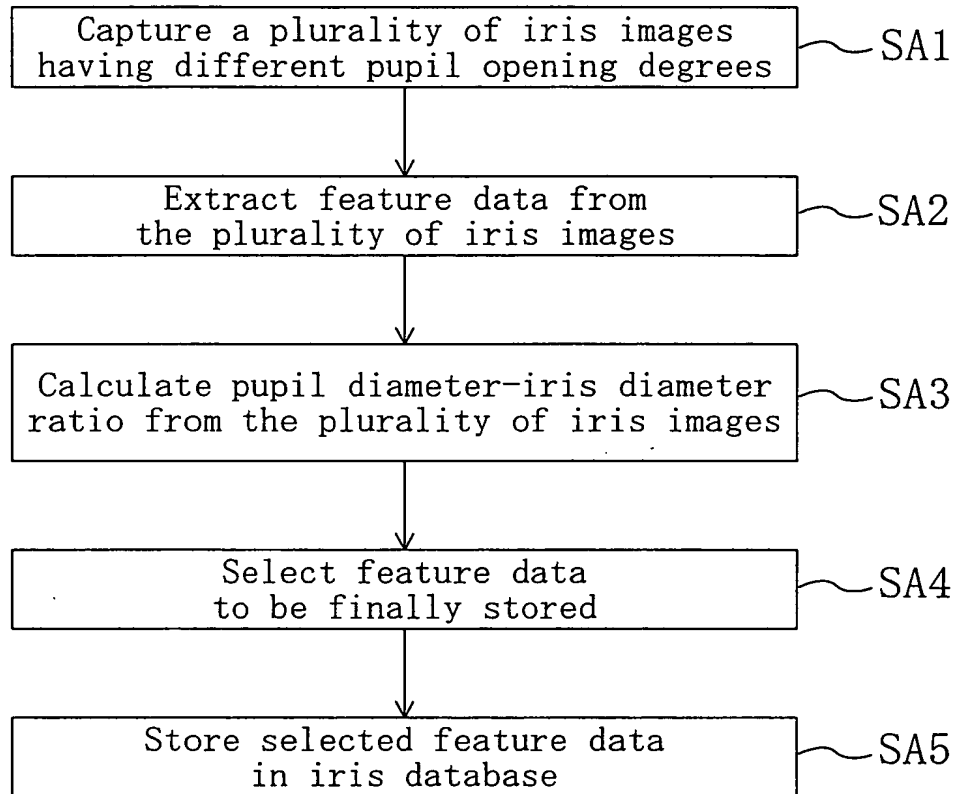 Capture a plurality of iris images
having different pupil opening degrees
SA1
Extract feature data from
the plurality of iris images
SA2
Calculate pupil diameter-iris diameter
ratio from the plurality of iris images
SA3
Select feature data
to be finally stored
SA4
Store selected feature data
in iris database
SA5